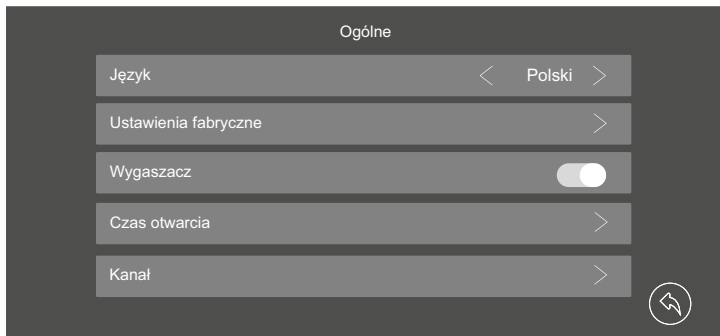 Ogólne
Język Polski
Ustawienia fabryczne
Wygaszacz
Czas otwarcia
Kanał